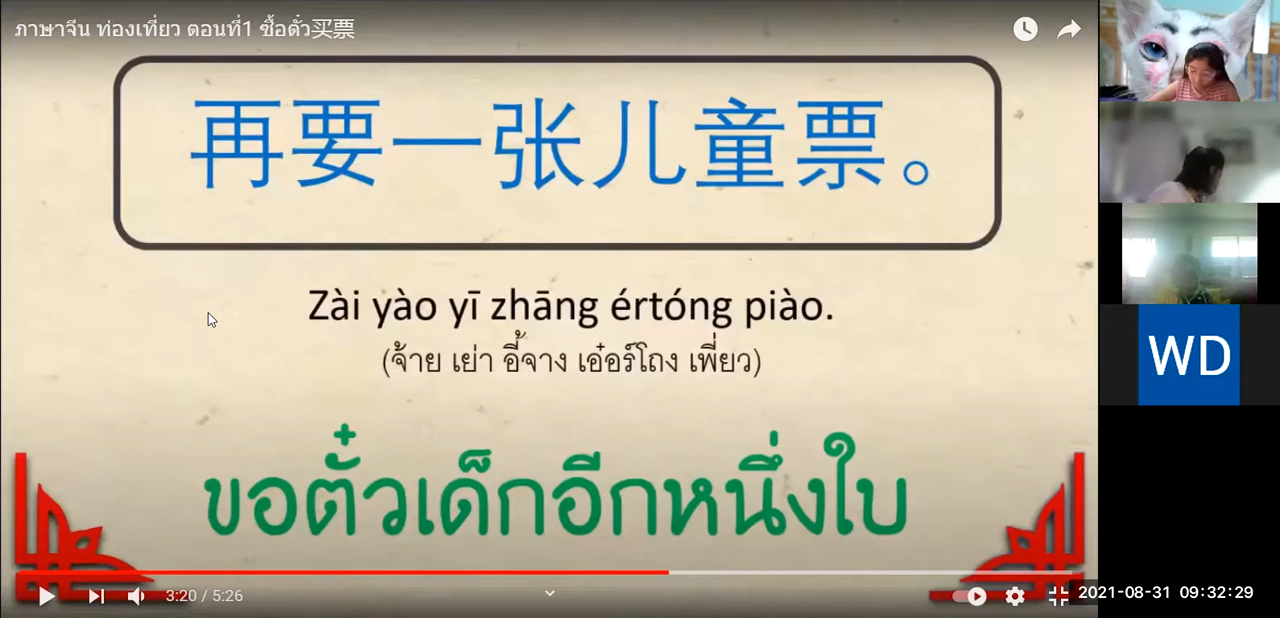 ภาษาจีน ท่องเที่ยว ตอนที่1 ซื้อตั๋ว买票
再要一张儿童票。
Zài yào yī zhāng értóng piào.
(จ้าย เย่า อี้จาง เอ๋อร์โถง เพี่ยว)
ขอตั๋วเด็กอีกหนึ่งใบ
3:20 / 5:26
WD
2021-08-31 09:32:29